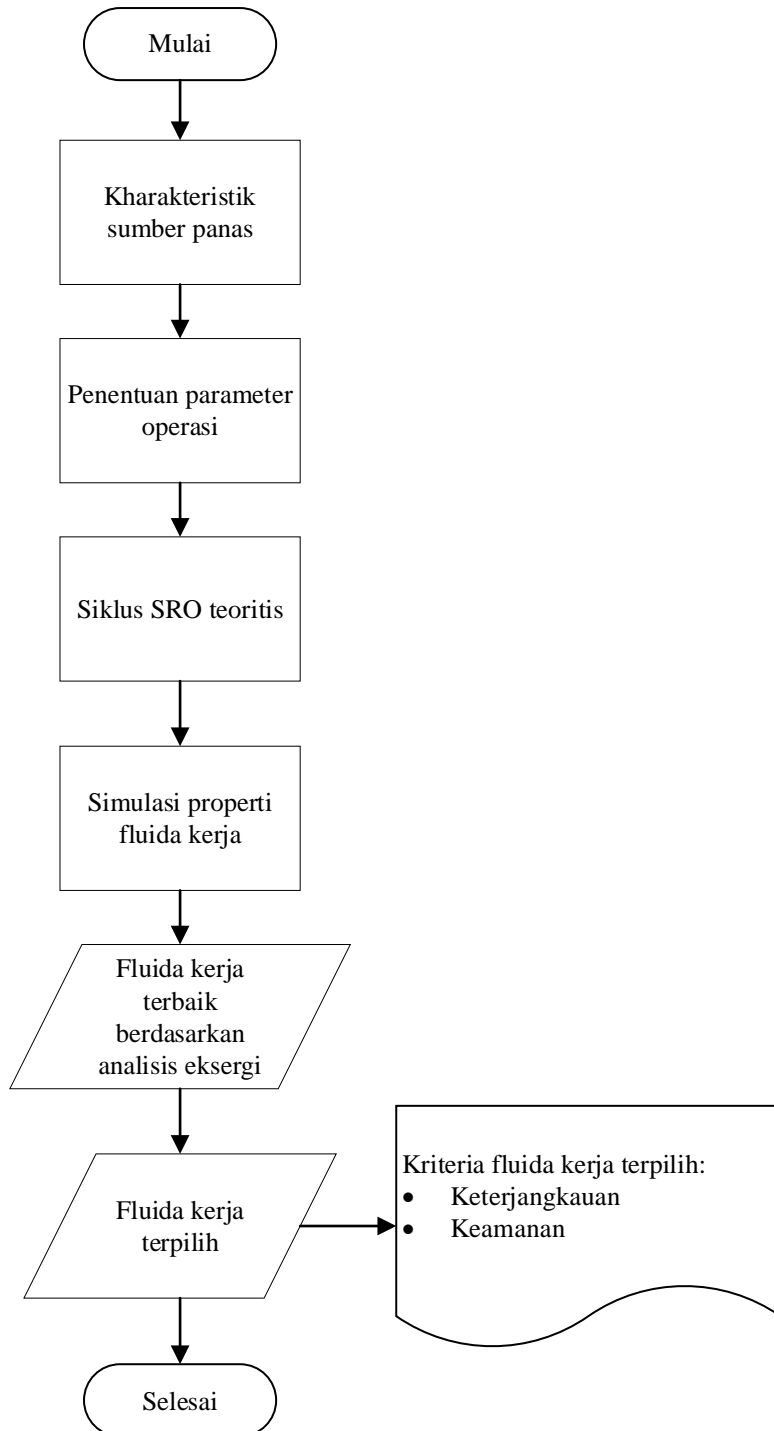 Mulai
Kharakteristik
sumber panas
Penentuan parameter
operasi
Siklus SRO teoritis
Simulasi properti
fluida kerja
Fluida kerja
terbaik
berdasarkan
analisis eksergi
Fluida kerja
terpilih
Kriteria fluida kerja terpilih:
• Keterjangkauan
• Keamanan
Selesai